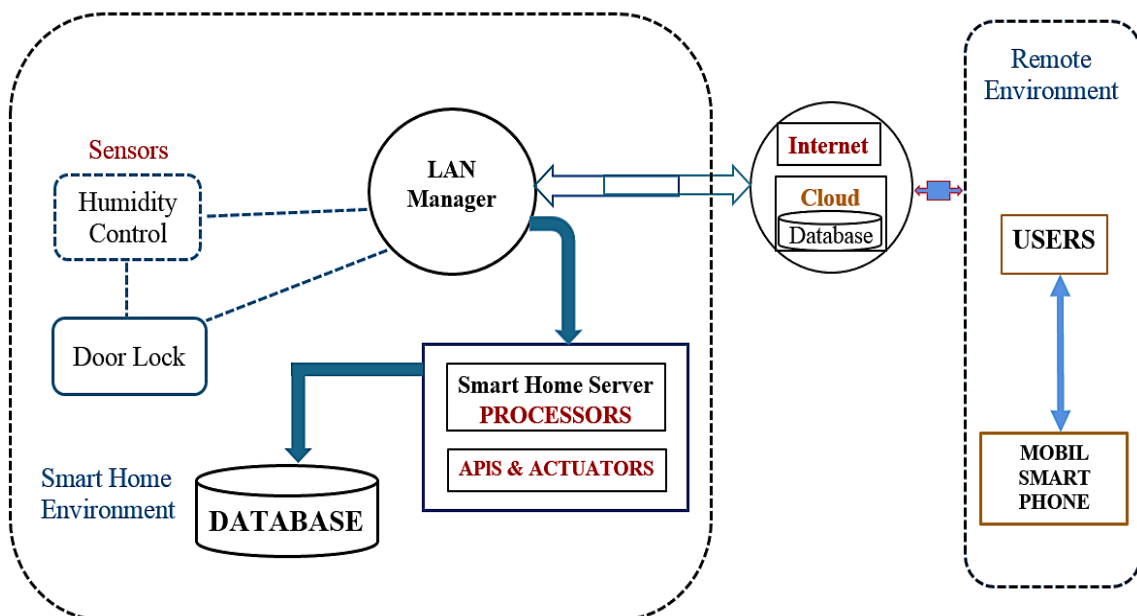 Sensors
Humidity
Control
Door Lock
LAN
Manager
Smart Home Server
PROCESSORS
APIS & ACTUATORS
Smart Home
Environment
DATABASE
Internet
Cloud
Database
Remote
Environment
USERS
MOBIL
SMART
PHONE